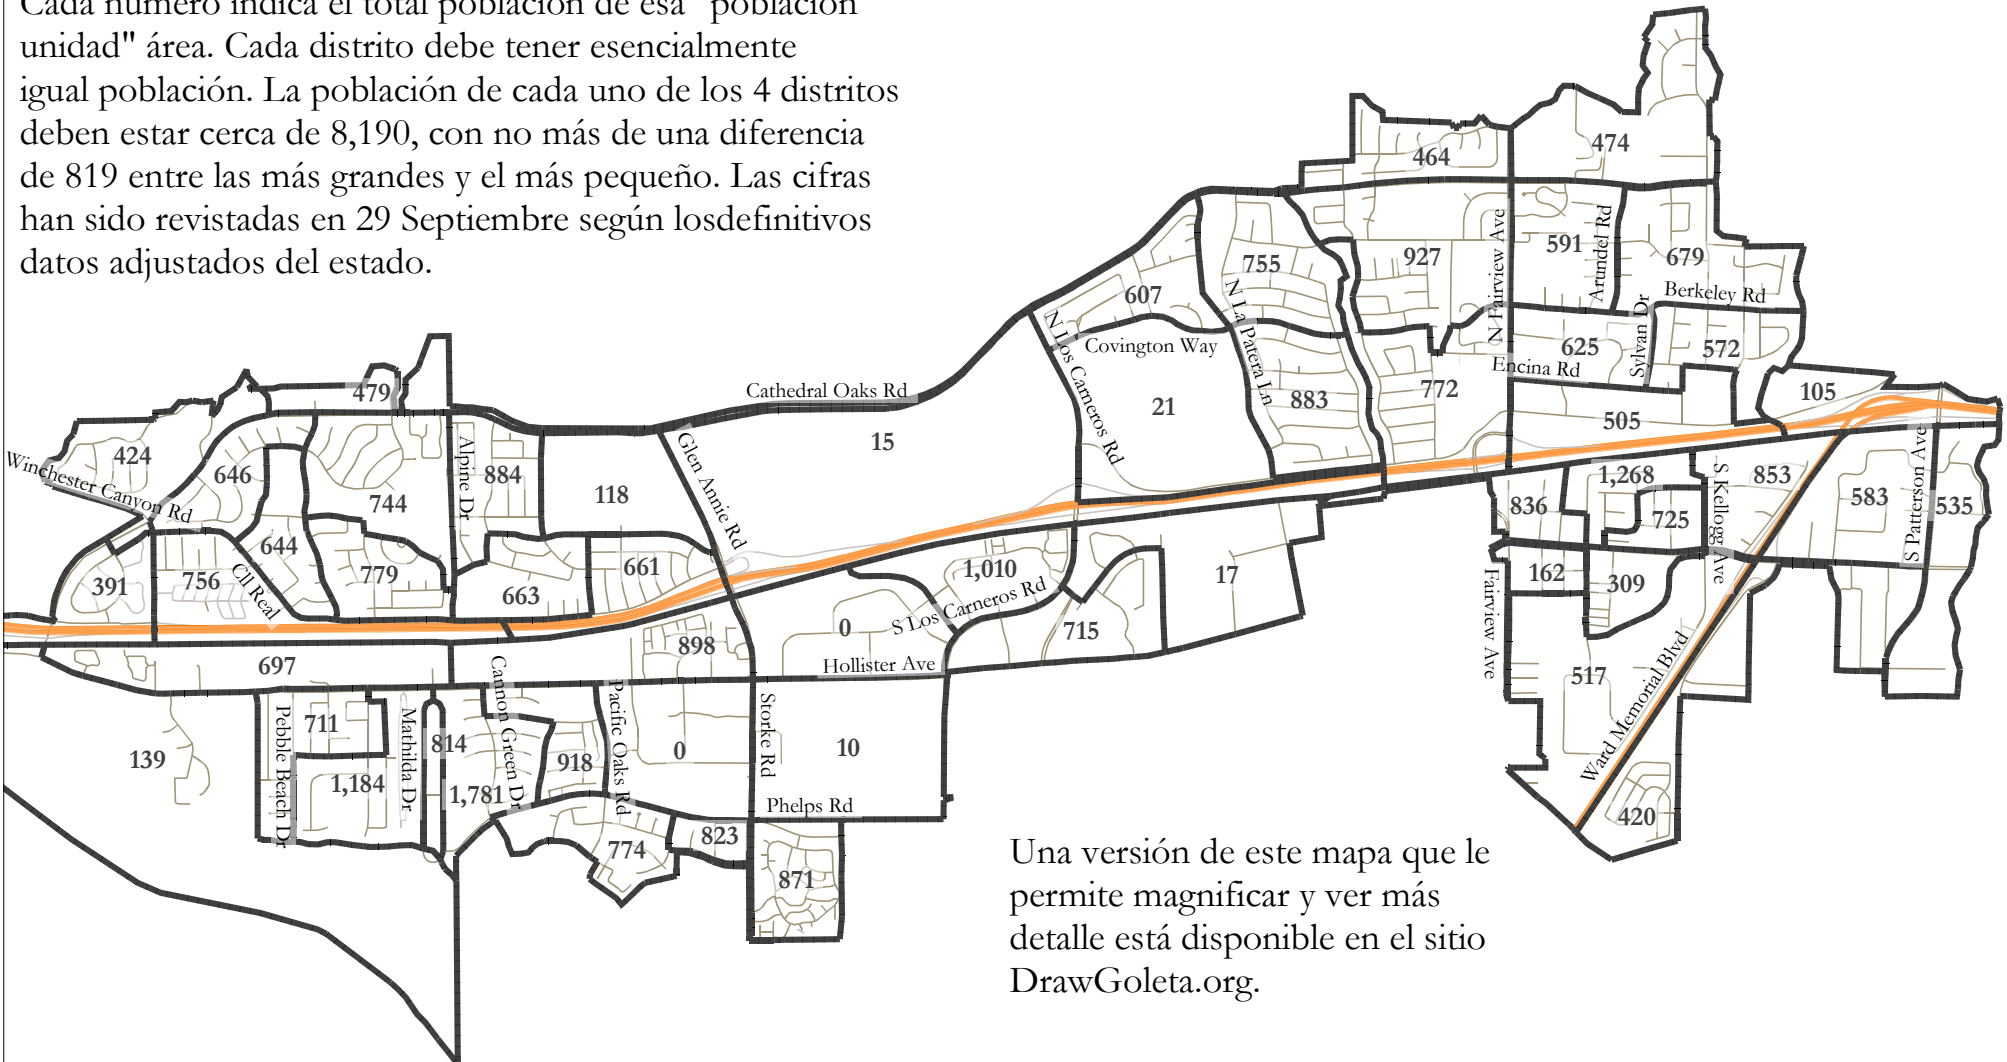 Cada número indica el total población de esa "población
unidad" área. Cada distrito debe tener esencialmente
igual población. La población de cada uno de los 4 distritos
deben estar cerca de 8,190, con no más de una diferencia
de 819 entre las más grandes y el más pequeño. Las cifras
han sido revistadas en 29 Septiembre según losdefinitivos
datos adjustados del estado.
474
464
591
Arundel Rd
N Fairview Ave
927
679
755
607
Berkeley Rd
N La Patera Ln
N Los Carneros Rd
Covington Way
625
Sylvan Dr
572
Encina Rd
Cathedral Oaks Rd
479
772
883
21
105
505
15
424
Winchester Canyon Rd
646
744
Alpine Dr
884
118
Glen Annie Rd
836
1,268
725
S Kellogg Ave
853
583
S Patterson Ave
535
644
391
756
Cll Real
779
663
661
1,010
S Los Carneros Rd
17
162
309
Fairview Ave
0
715
697
898
Hollister Ave
517
Ward Memorial Blvd
139
Pebble Beach Dr
711
1,184
Mathilda Dr
814
1,781
Cannon Green Dr
918
Pacific Oaks Rd
0
Storke Rd
10
Phelps Rd
420
774
823
871
Una versión de este mapa que le
permite magnificar y ver más
detalle está disponible en el sitio
DrawGoleta.org.